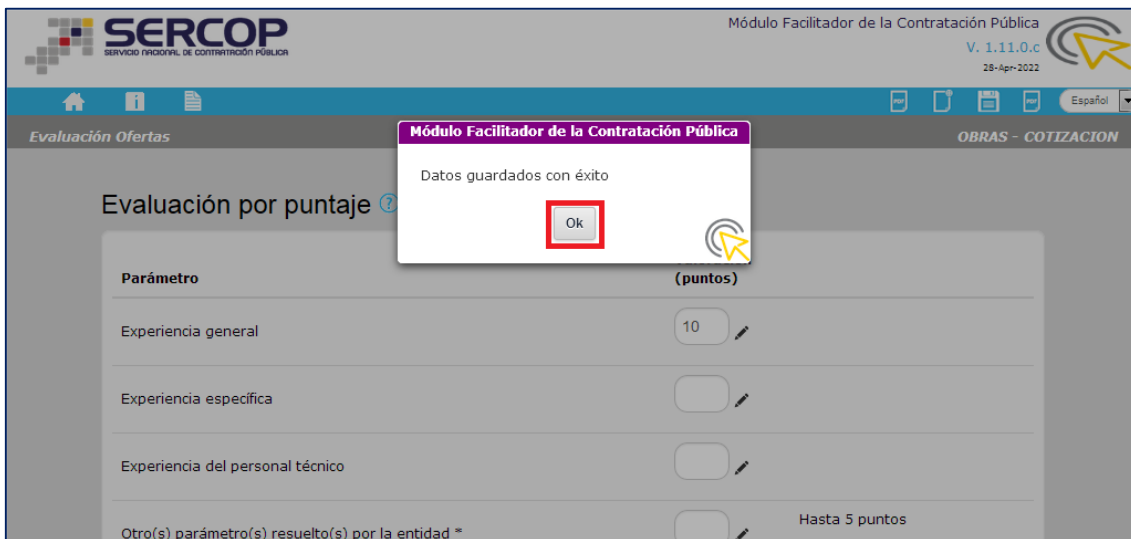 SERCOP
SERVICIO NACIONAL DE CONTRATACIÓN PÚBLICA
Módulo Facilitador de la Contratación Pública
V. 1.11.0.c
28-Apr-2022
Español
Evaluación Ofertas
OBRAS - COTIZACION
Módulo Facilitador de la Contratación Pública
Datos guardados con éxito
Ok
Evaluación por puntaje ?
Parámetro
(puntos)
Experiencia general
10
Experiencia específica
Experiencia del personal técnico
Otro(s) parámetro(s) resuelto(s) por la entidad *
Hasta 5 puntos